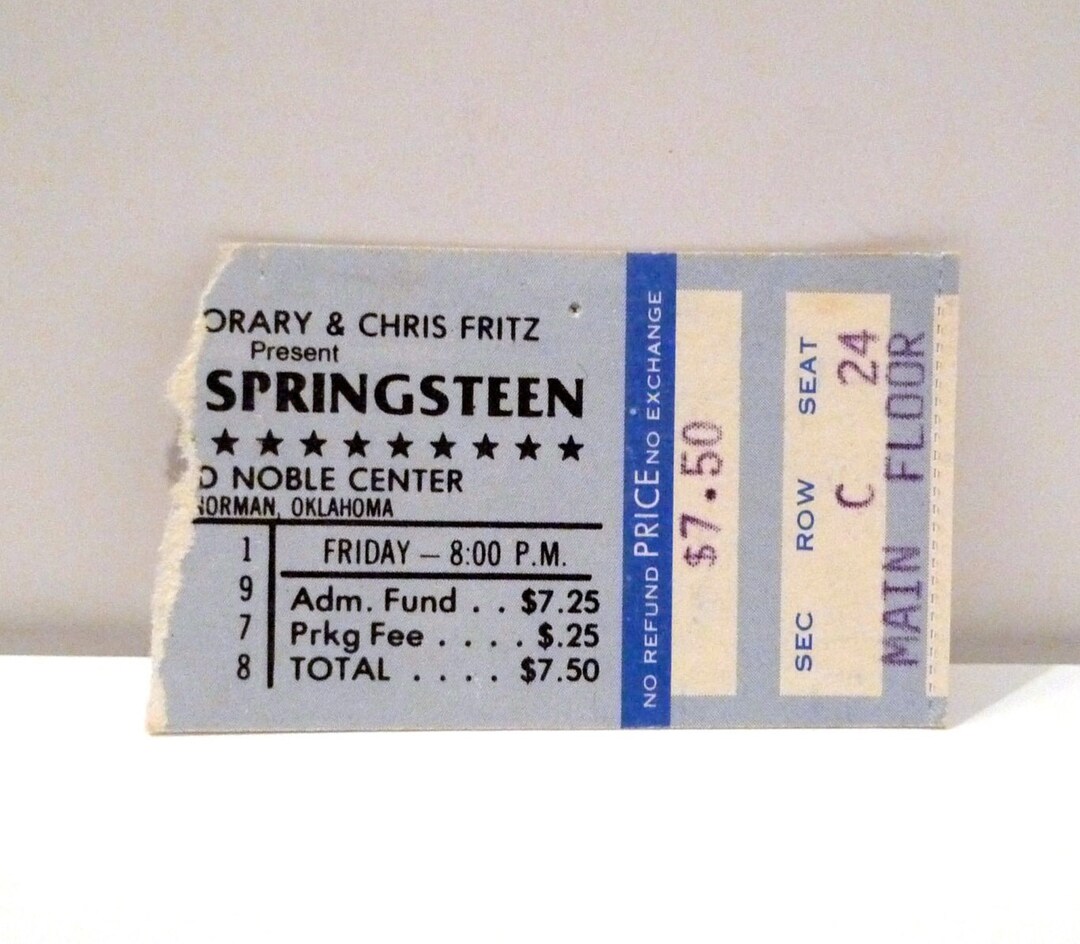 ORARY & CHRIS FRITZ
Present
SPRINGSTEEN
★ ★ ★ ★ ★ ★ ★ ★ ★
D NOBLE CENTER
NORMAN, OKLAHOMA
1
9
7
8
FRIDAY — 8:00 P.M.
Adm. Fund . . $7.25
Prkg Fee . . . . $.25
TOTAL . . . . $7.50
NO REFUND PRICE NO EXCHANGE
$7.50
SEC ROW SEAT
C 24
MAIN FLOOR